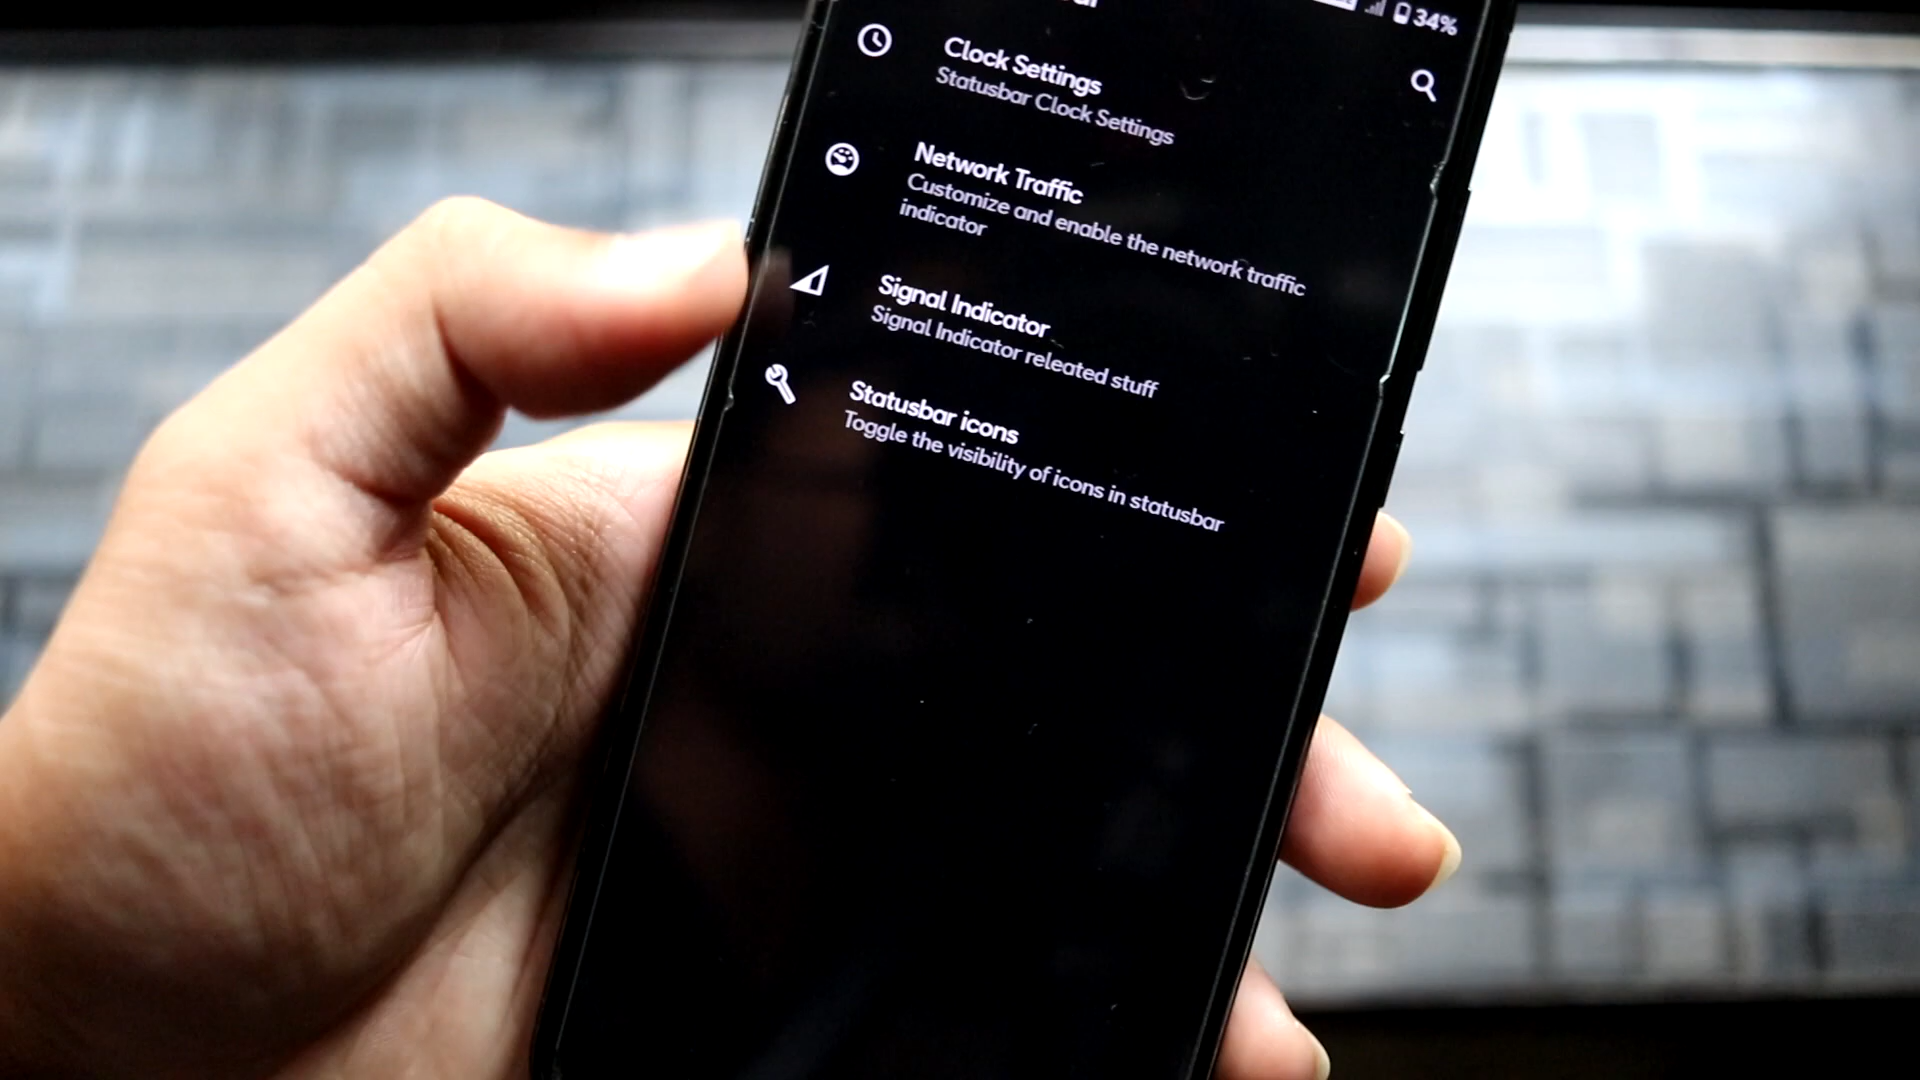 34%
Clock Settings
Statusbar Clock Settings
Network Traffic
Customize and enable the network traffic
indicator
Signal Indicator
Signal Indicator releated stuff
Statusbar icons
Toggle the visibility of icons in statusbar